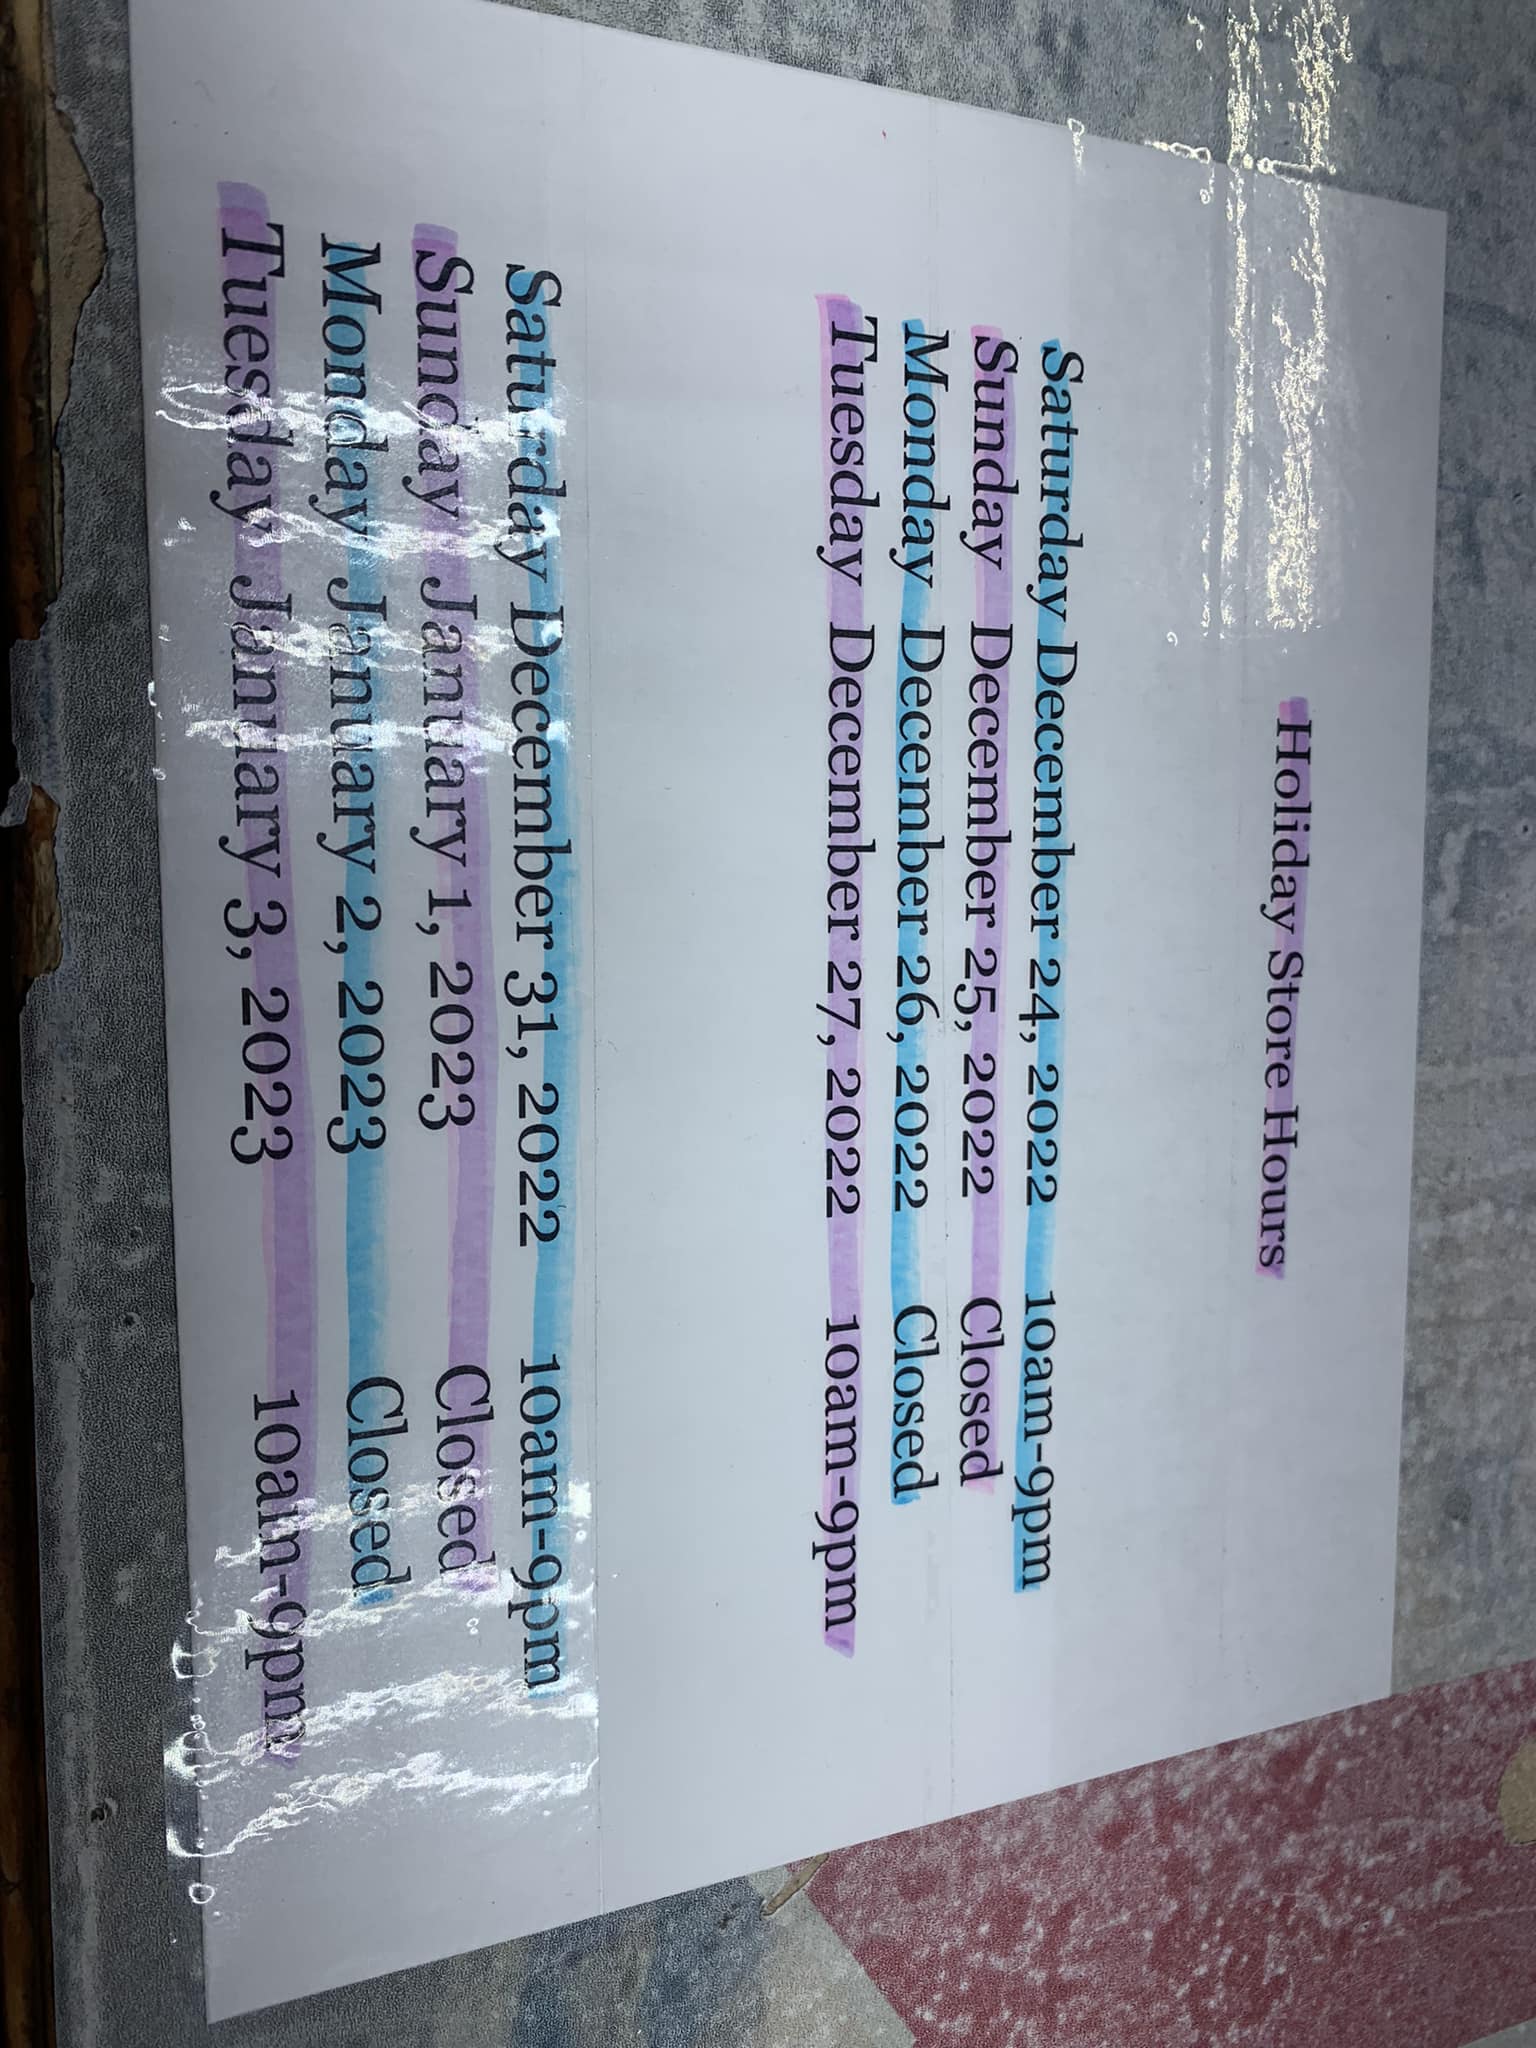 Holiday Store Hours
Saturday December 24, 2022 10am-9pm
Sunday December 25, 2022 Closed
Monday December 26, 2022 Closed
Tuesday December 27, 2022 10am-9pm
Saturday December 31, 2022 10am-9pm
Sunday January 1, 2023 Closed
Monday January 2, 2023 Closed
Tuesday January 3, 2023 10am-9pm